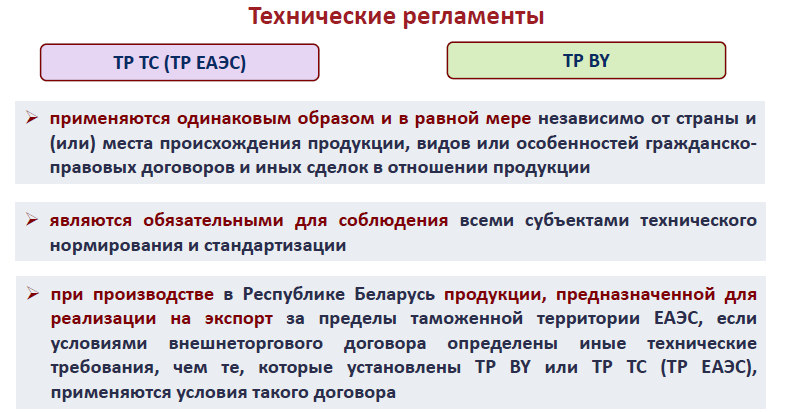 Технические регламенты
ТР ТС (ТР ЕАЭС)
ТР BY
➢ применяются одинаковым образом и в равной мере независимо от страны и
(или) места происхождения продукции, видов или особенностей гражданско-
правовых договоров и иных сделок в отношении продукции
➢ являются обязательными для соблюдения всеми субъектами технического
нормирования и стандартизации
➢ при производстве в Республике Беларусь продукции, предназначенной для
реализации на экспорт за пределы таможенной территории ЕАЭС, если
условиями внешнеторгового договора определены иные технические
требования, чем те, которые установлены ТР BY или ТР ТС (ТР ЕАЭС),
применяются условия такого договора